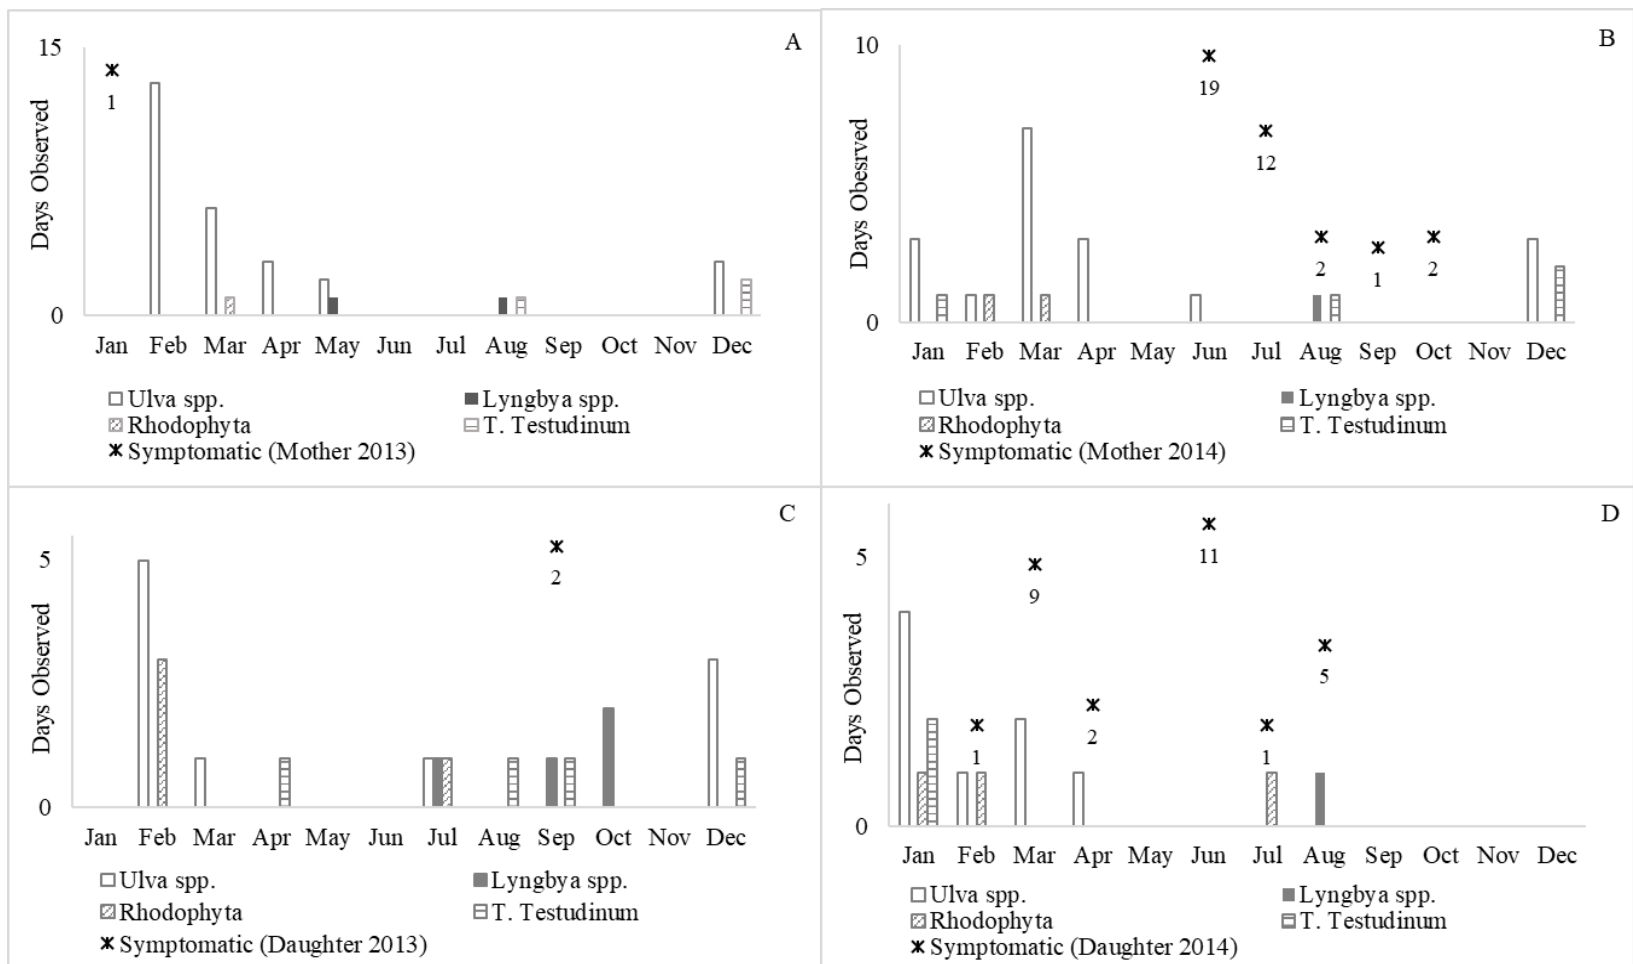 A
15
Days Observed
1
0
Jan Feb Mar Apr May Jun Jul Aug Sep Oct Nov Dec
Ulva spp. Lyngbya spp.
Rhodophyta T. Testudinum
Symptomatic (Mother 2013)
B
10
Days Obesrved
19
12
2
1
2
0
Jan Feb Mar Apr May Jun Jul Aug Sep Oct Nov Dec
Ulva spp. Lyngbya spp.
Rhodophyta T. Testudinum
Symptomatic (Mother 2014)
C
5
Days Observed
2
0
Jan Feb Mar Apr May Jun Jul Aug Sep Oct Nov Dec
Ulva spp. Lyngbya spp.
Rhodophyta T. Testudinum
Symptomatic (Daughter 2013)
D
5
Days Observed
11
9
5
2
1
1
0
Jan Feb Mar Apr May Jun Jul Aug Sep Oct Nov Dec
Ulva spp. Lyngbya spp.
Rhodophyta T. Testudinum
Symptomatic (Daughter 2014)